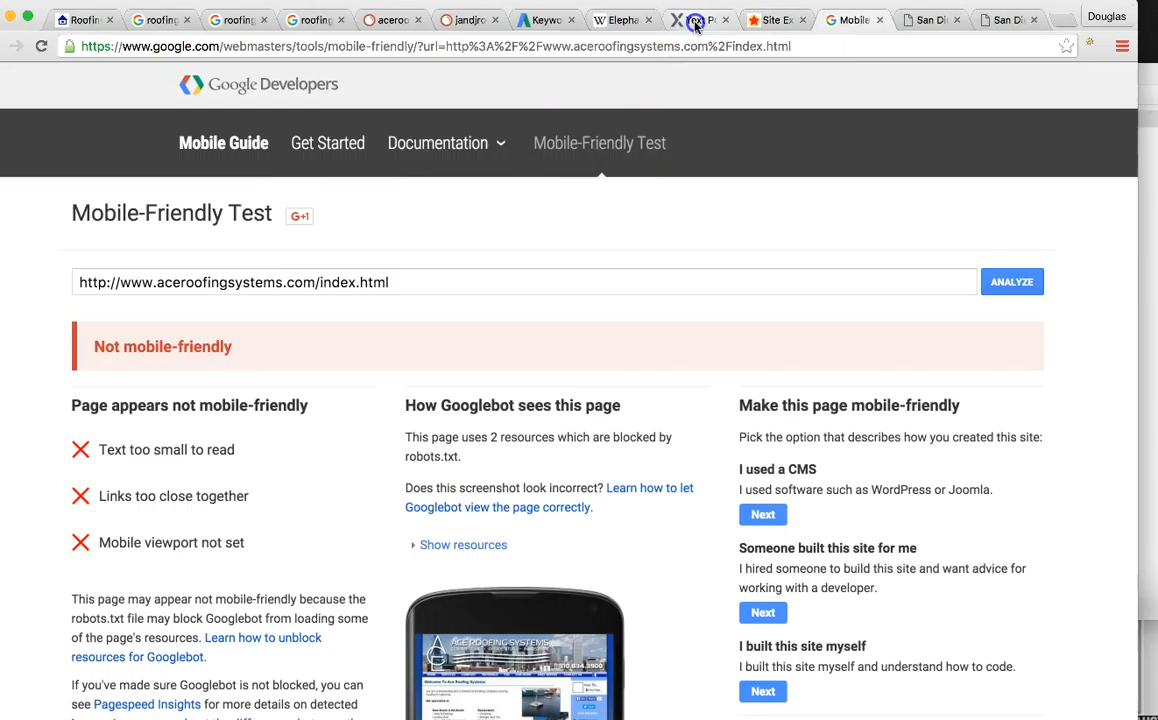 Roofin
roofing
roofing
roofing
aceroo
jandjro
Keywo
Elepha
Site Ex
Mobile
San Di
San Di
Douglas
https://www.google.com/webmasters/tools/mobile-friendly/?url=http%3A%2F%2Fwww.aceroofingsystems.com%2Findex.html
Google Developers
Mobile Guide Get Started Documentation Mobile-Friendly Test
Mobile-Friendly Test G+1
http://www.aceroofingsystems.com/index.html ANALYZE
Not mobile-friendly
Page appears not mobile-friendly
Text too small to read
Links too close together
Mobile viewport not set
This page may appear not mobile-friendly because the
robots.txt file may block Googlebot from loading some
of the page's resources. Learn how to unblock
resources for Googlebot.
If you've made sure Googlebot is not blocked, you can
see Pagespeed Insights for more details on detected
How Googlebot sees this page
This page uses 2 resources which are blocked by
robots.txt.
Does this screenshot look incorrect? Learn how to let
Googlebot view the page correctly.
Show resources
ACE ROOFING SYSTEMS
Welcome To Ace Roofing Systems
Make this page mobile-friendly
Pick the option that describes how you created this site:
I used a CMS
I used software such as WordPress or Joomla.
Next
Someone built this site for me
I hired someone to build this site and want advice for
working with a developer.
Next
I built this site myself
I built this site myself and understand how to code.
Next